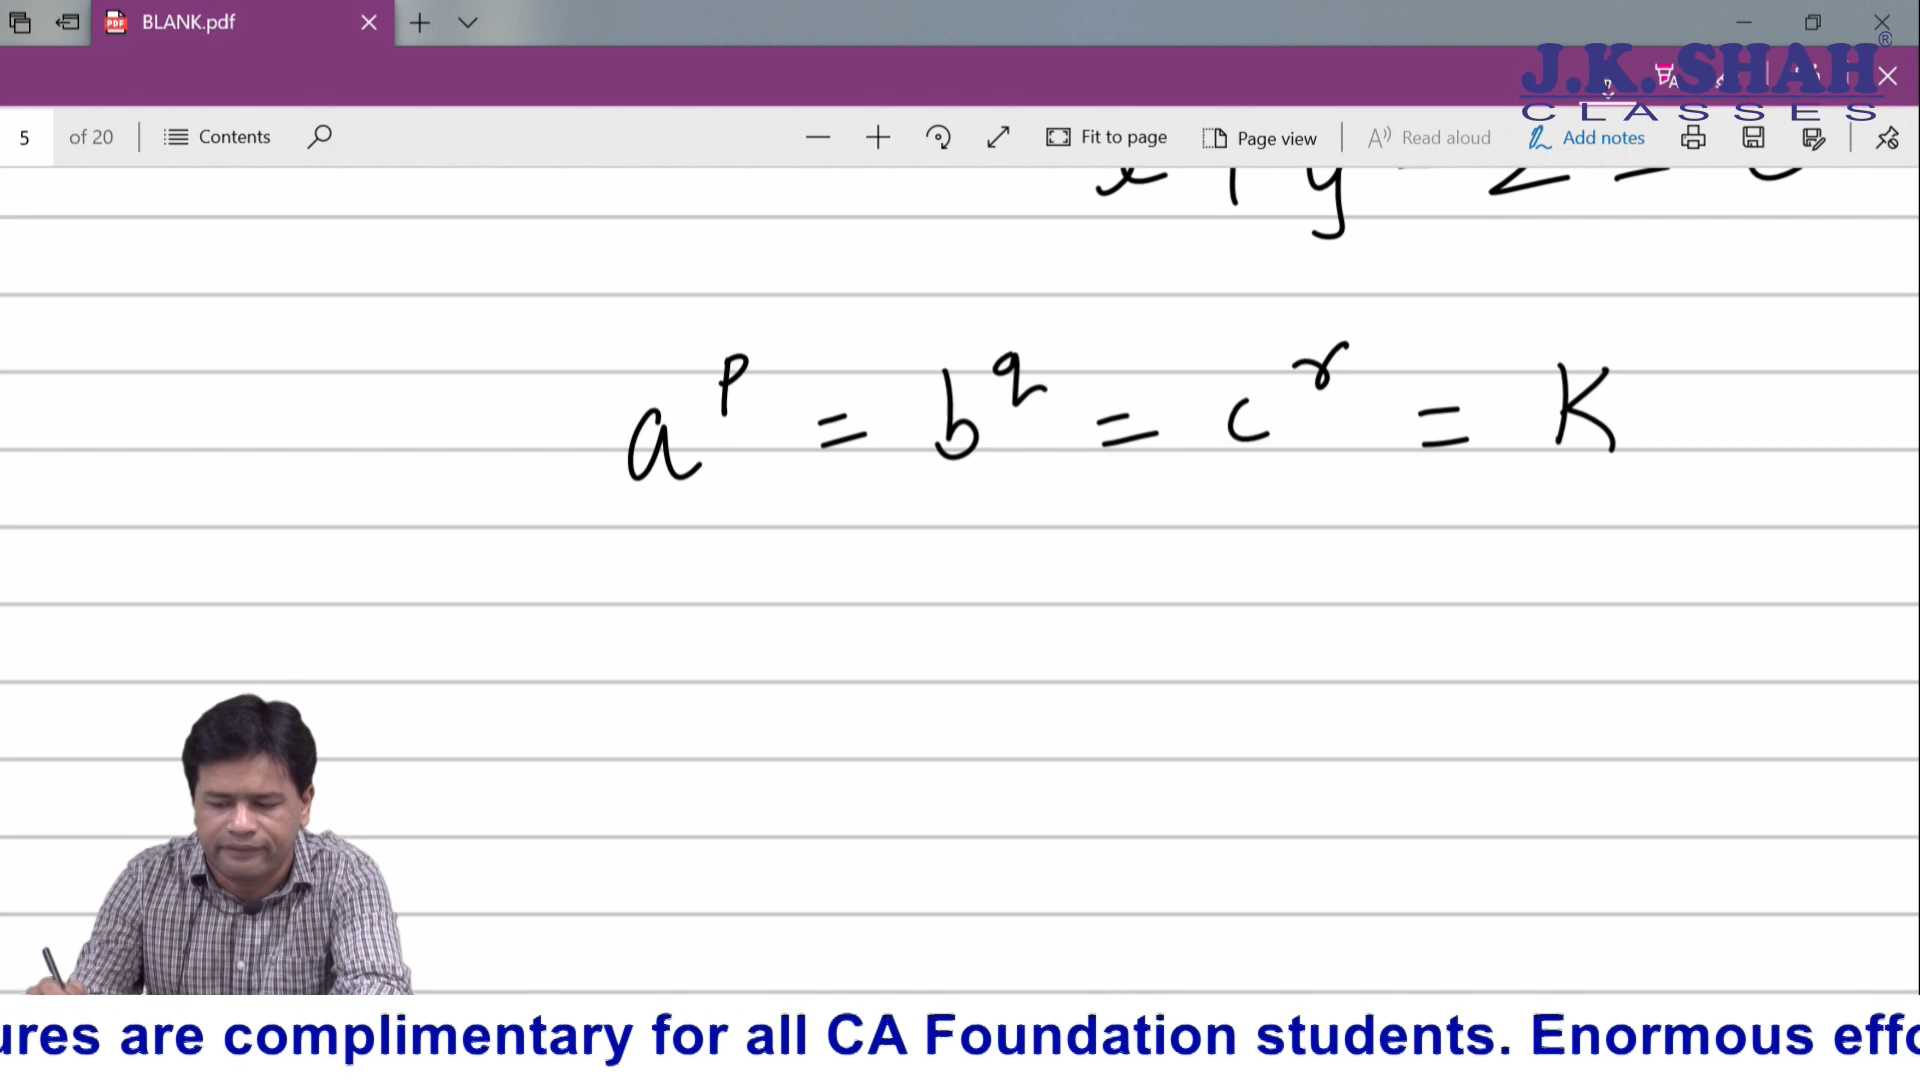 BLANK.pdf
J.K.SHAH®
CLASSES
5 of 20 Contents Fit to page Page view Read aloud Add notes
a^p = b^q = c^r = K
ures are complimentary for all CA Foundation students. Enormous effo